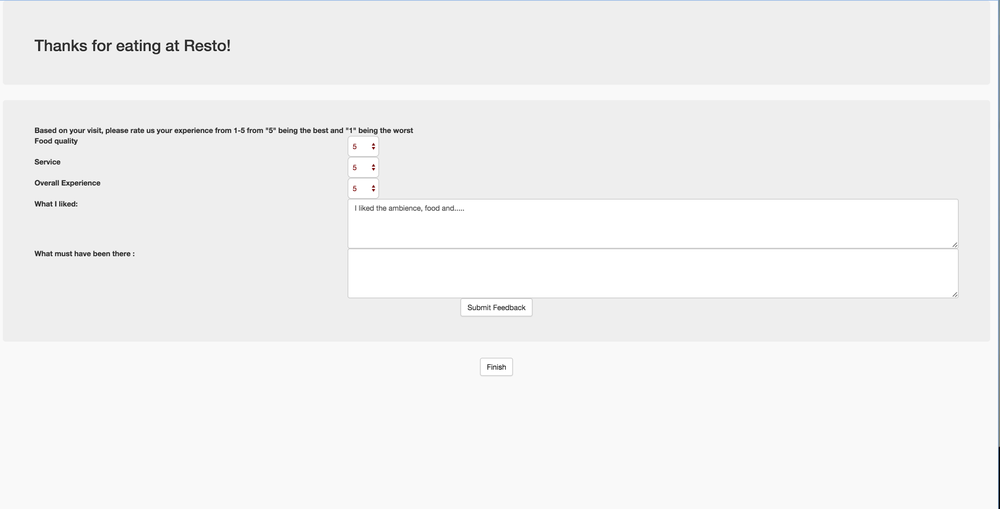 Thanks for eating at Resto!
Based on your visit, please rate us your experience from 1-5 from "5" being the best and "1" being the worst
Food quality
5
Service
5
Overall Experience
5
What I liked:
I liked the ambience, food and.....
What must have been there :
Submit Feedback
Finish